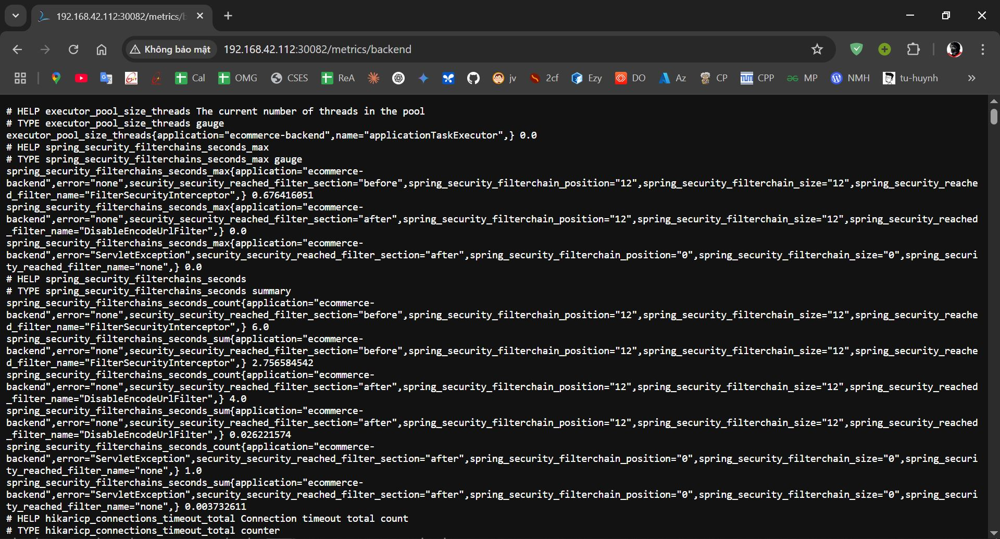 192.168.42.112:30082/metrics/b
Không bảo mật
192.168.42.112:30082/metrics/backend
Cal
OMG
CSES
ReA
jv
2cf
Ezy
DO
Az
CP
CPP
MP
NMH
tu-huynh
# HELP executor_pool_size_threads The current number of threads in the pool
# TYPE executor_pool_size_threads gauge
executor_pool_size_threads{application="ecommerce-backend",name="applicationTaskExecutor",} 0.0
# HELP spring_security_filterchains_seconds_max
# TYPE spring_security_filterchains_seconds_max gauge
spring_security_filterchains_seconds_max{application="ecommerce-
backend",error="none",security_security_reached_filter_section="before",spring_security_filterchain_position="12",spring_security_filterchain_size="12",spring_security_reache
d_filter_name="FilterSecurityInterceptor",} 0.676416051
spring_security_filterchains_seconds_max{application="ecommerce-
backend",error="none",security_security_reached_filter_section="after",spring_security_filterchain_position="12",spring_security_filterchain_size="12",spring_security_reached
_filter_name="DisableEncodeUrlFilter",} 0.0
spring_security_filterchains_seconds_max{application="ecommerce-
backend",error="ServletException",security_security_reached_filter_section="after",spring_security_filterchain_position="0",spring_security_filterchain_size="0",spring_securi
ty_reached_filter_name="none",} 0.0
# HELP spring_security_filterchains_seconds
# TYPE spring_security_filterchains_seconds summary
spring_security_filterchains_seconds_count{application="ecommerce-
backend",error="none",security_security_reached_filter_section="before",spring_security_filterchain_position="12",spring_security_filterchain_size="12",spring_security_reache
d_filter_name="FilterSecurityInterceptor",} 6.0
spring_security_filterchains_seconds_sum{application="ecommerce-
backend",error="none",security_security_reached_filter_section="before",spring_security_filterchain_position="12",spring_security_filterchain_size="12",spring_security_reache
d_filter_name="FilterSecurityInterceptor",} 2.756584542
spring_security_filterchains_seconds_count{application="ecommerce-
backend",error="none",security_security_reached_filter_section="after",spring_security_filterchain_position="12",spring_security_filterchain_size="12",spring_security_reached
_filter_name="DisableEncodeUrlFilter",} 4.0
spring_security_filterchains_seconds_sum{application="ecommerce-
backend",error="none",security_security_reached_filter_section="after",spring_security_filterchain_position="12",spring_security_filterchain_size="12",spring_security_reached
_filter_name="DisableEncodeUrlFilter",} 0.026221574
spring_security_filterchains_seconds_count{application="ecommerce-
backend",error="ServletException",security_security_reached_filter_section="after",spring_security_filterchain_position="0",spring_security_filterchain_size="0",spring_securi
ty_reached_filter_name="none",} 1.0
spring_security_filterchains_seconds_sum{application="ecommerce-
backend",error="ServletException",security_security_reached_filter_section="after",spring_security_filterchain_position="0",spring_security_filterchain_size="0",spring_securi
ty_reached_filter_name="none",} 0.003732611
# HELP hikaricp_connections_timeout_total Connection timeout total count
# TYPE hikaricp_connections_timeout_total counter